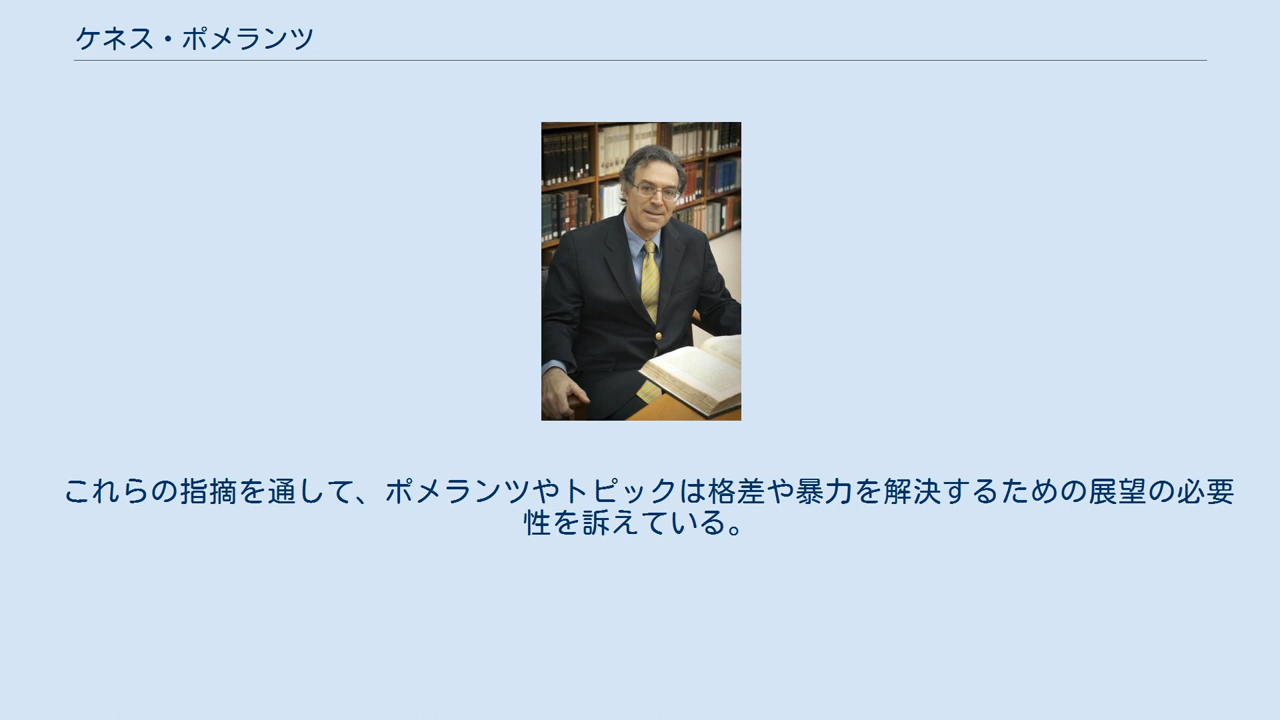 ケネス・ポメランツ
これらの指摘を通して、ポメランツやトピックは格差や暴力を解決するための展望の必要
性を訴えている。